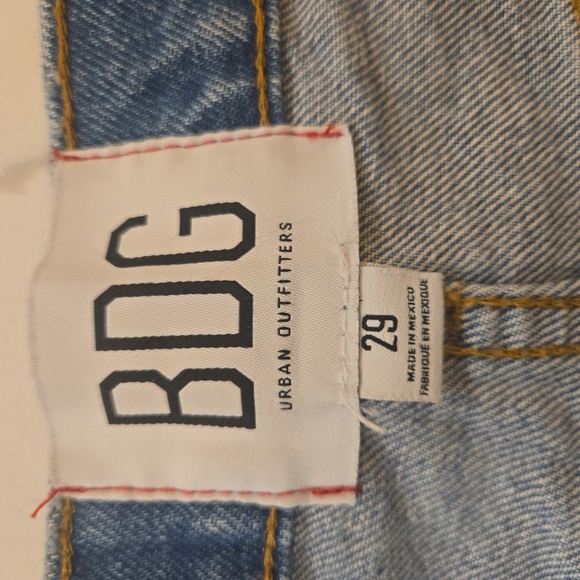 BDG
URBAN OUTFITTERS
29
MADE IN MEXICO
FABRIQUÉ EN MEXIQUE